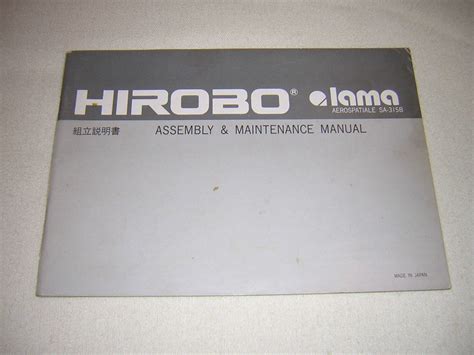 HIROBO® lama
AEROSPATIALE SA-315B
組立説明書 ASSEMBLY & MAINTENANCE MANUAL
MADE IN JAPAN